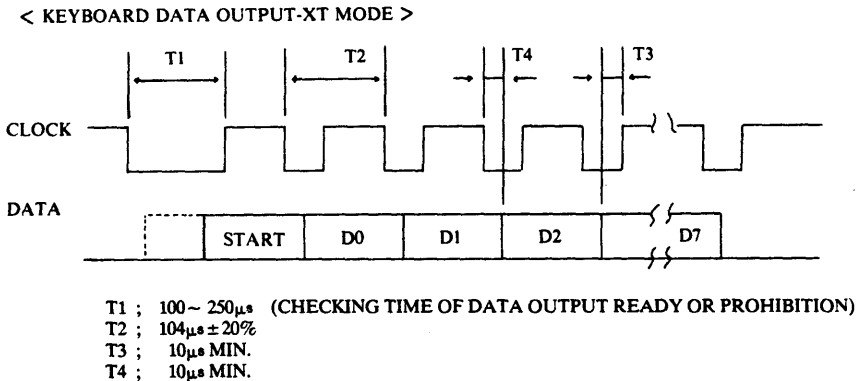 < KEYBOARD DATA OUTPUT-XT MODE >
T1 T2 T4 T3
CLOCK
DATA
START D0 D1 D2 D7
T1 ; 100~250μs (CHECKING TIME OF DATA OUTPUT READY OR PROHIBITION)
T2 ; 104μs±20%
T3 ; 10μs MIN.
T4 ; 10μs MIN.